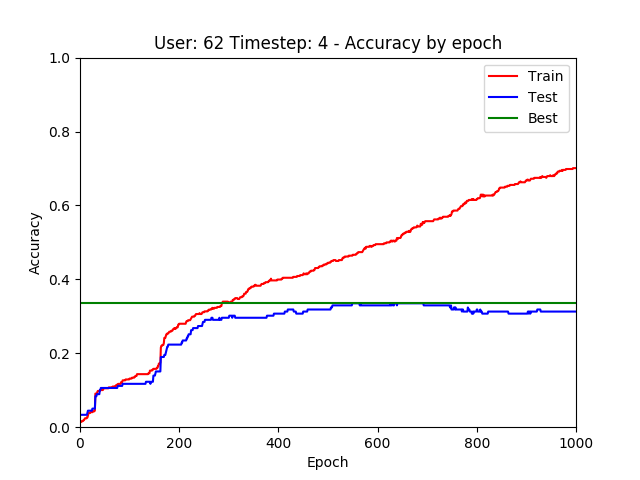 User: 62 Timestep: 4 - Accuracy by epoch
1.0
0.8
0.6
0.4
0.2
0.0
Accuracy
Train
Test
Best
0 200 400 600 800 1000
Epoch